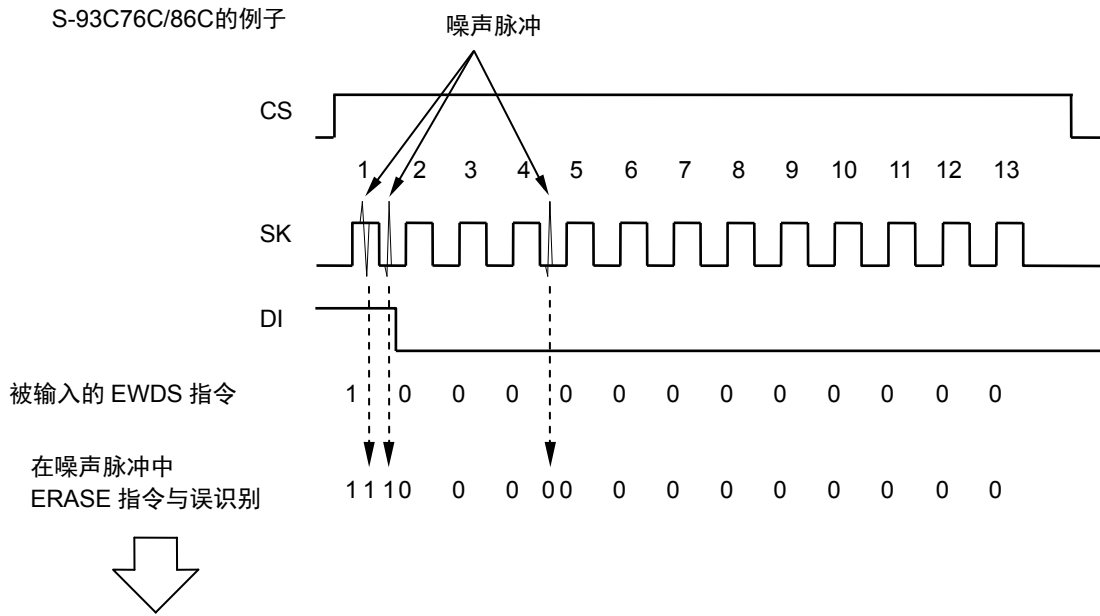 S-93C76C/86C的例子
噪声脉冲
CS
1 2 3 4 5 6 7 8 9 10 11 12 13
SK
DI
被输入的 EWDS 指令 1 0 0 0 0 0 0 0 0 0 0 0 0
在噪声脉冲中
ERASE 指令与误识别 1 1 1 0 0 0 0 0 0 0 0 0 0 0 0 0